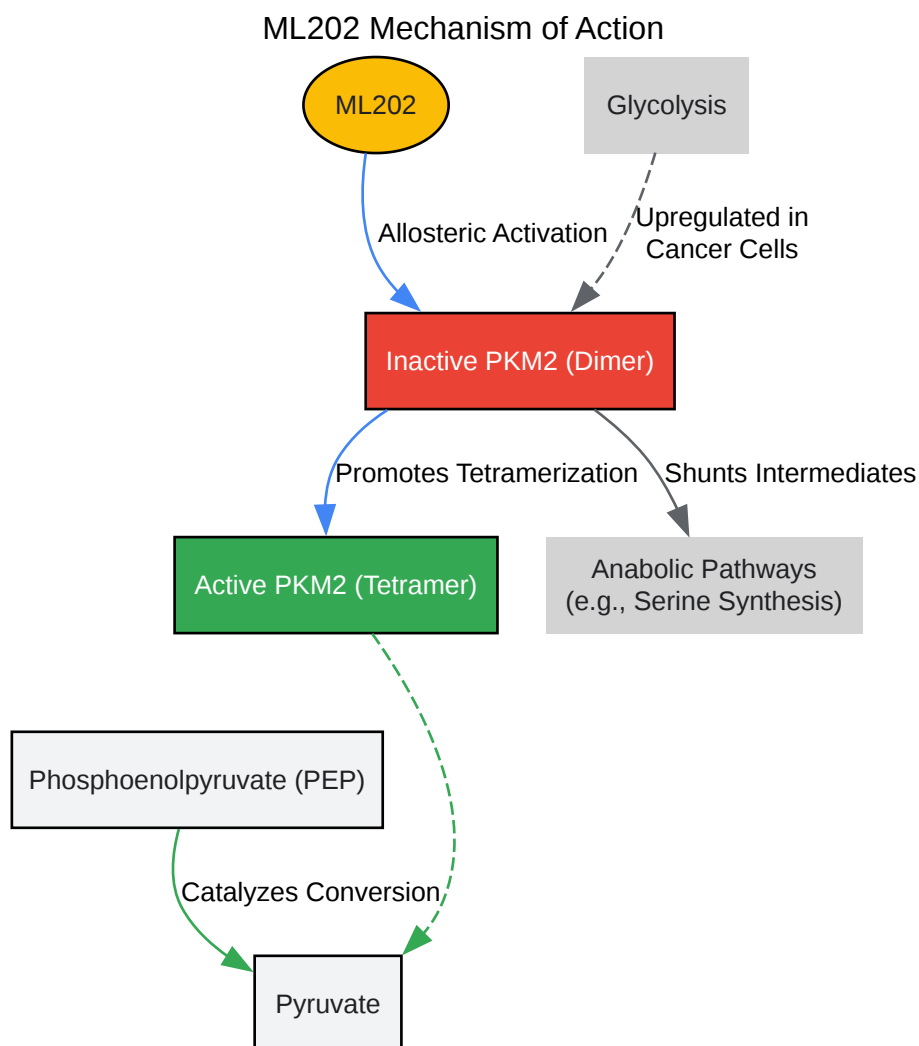 ML202 Mechanism of Action
ML202
Glycolysis
Allosteric Activation
Upregulated in
Cancer Cells
Inactive PKM2 (Dimer)
Promotes Tetramerization
Shunts Intermediates
Active PKM2 (Tetramer)
Anabolic Pathways
(e.g., Serine Synthesis)
Phosphoenolpyruvate (PEP)
Catalyzes Conversion
Pyruvate